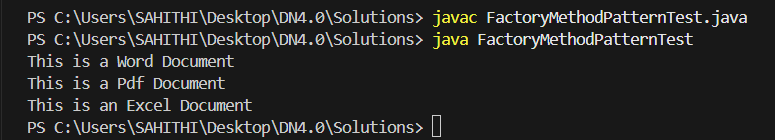 PS C:\Users\SAHITHI\Desktop\DN4.0\Solutions> javac FactoryMethodPatternTest.java
PS C:\Users\SAHITHI\Desktop\DN4.0\Solutions> java FactoryMethodPatternTest
This is a Word Document
This is a Pdf Document
This is an Excel Document
PS C:\Users\SAHITHI\Desktop\DN4.0\Solutions>